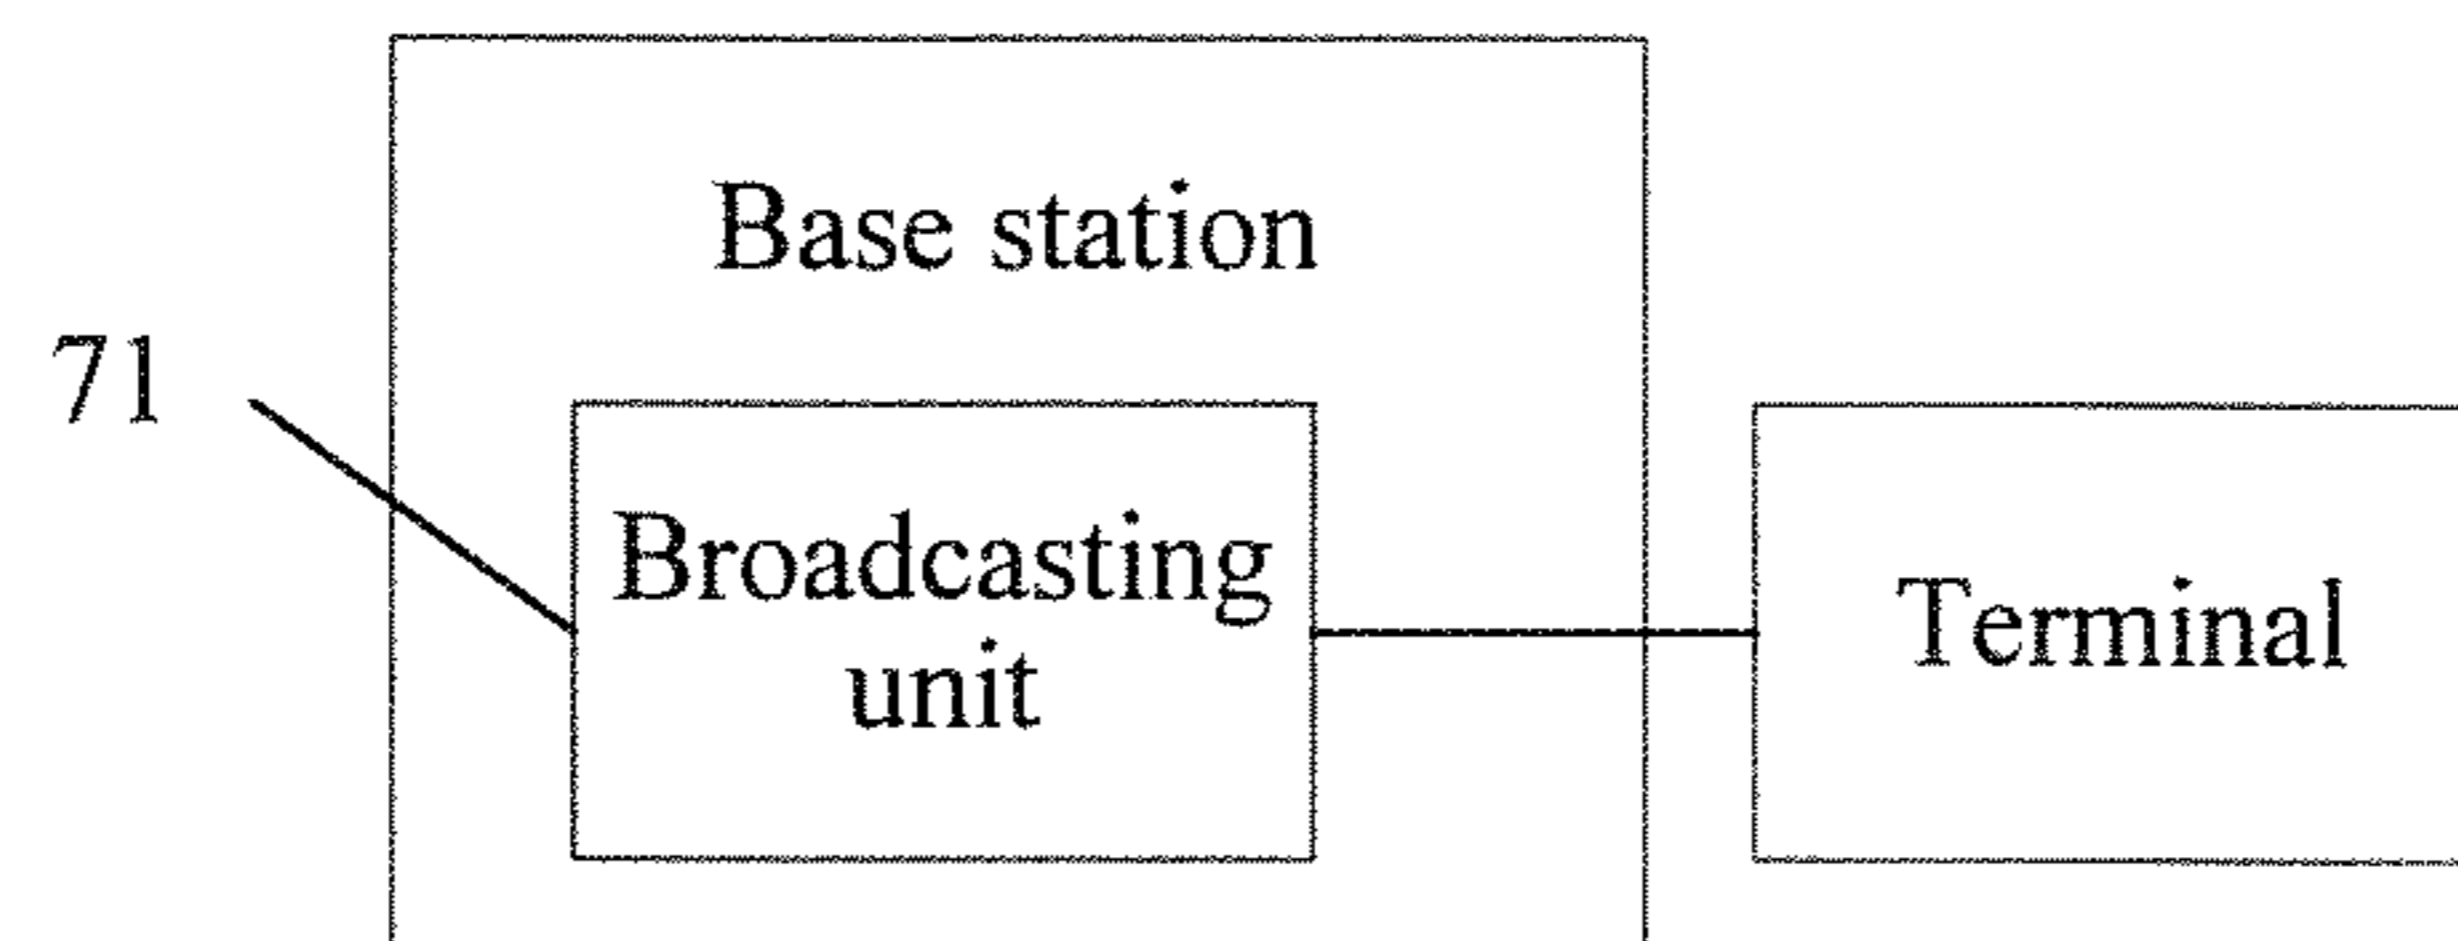 Base station
71
Broadcasting
unit
Terminal